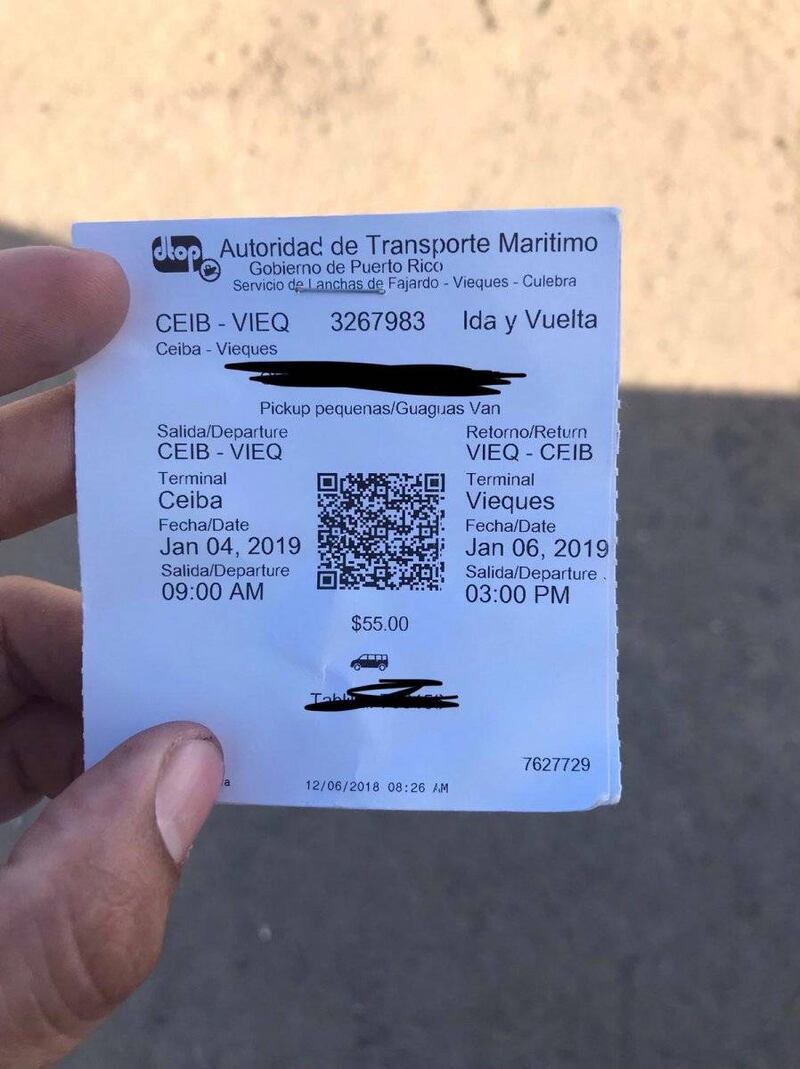 dtop
Autoridad de Transporte Maritimo
Gobierno de Puerto Rico
Servicio de Lanchas de Fajardo - Vieques - Culebra
CEIB - VIEQ 3267983 Ida y Vuelta
Ceiba - Vieques
Pickup pequenas/Guaguas Van
Salida/Departure
CEIB - VIEQ
Terminal
Ceiba
Fecha/Date
Jan 04, 2019
Salida/Departure
09:00 AM
Retorno/Return
VIEQ - CEIB
Terminal
Vieques
Fecha/Date
Jan 06, 2019
Salida/Departure
03:00 PM
$55.00
7627729
12/06/2018 08:26 AM